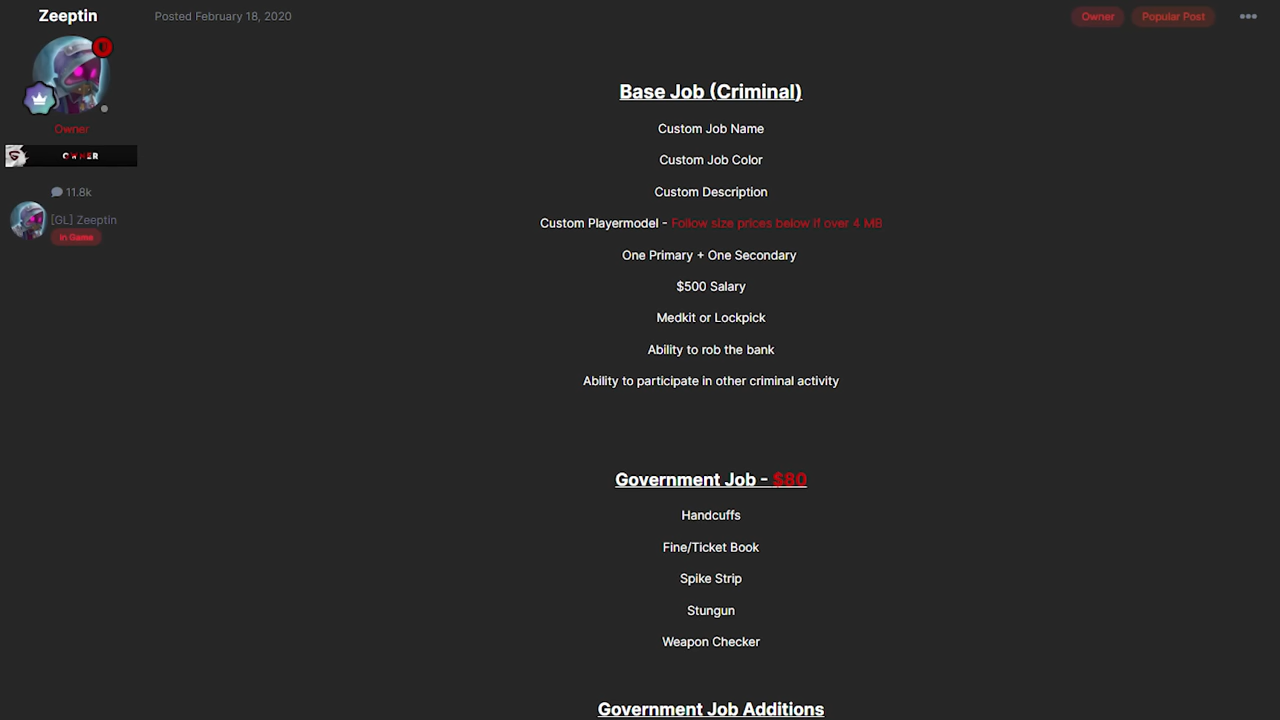 Zeeptin
Posted February 18, 2020
Owner
Popular Post
Owner
OWNER
11.8k
[GL] Zeeptin
In Game
Base Job (Criminal)
Custom Job Name
Custom Job Color
Custom Description
Custom Playermodel - Follow size prices below if over 4 MB
One Primary + One Secondary
$500 Salary
Medkit or Lockpick
Ability to rob the bank
Ability to participate in other criminal activity
Government Job - $80
Handcuffs
Fine/Ticket Book
Spike Strip
Stungun
Weapon Checker
Government Job Additions